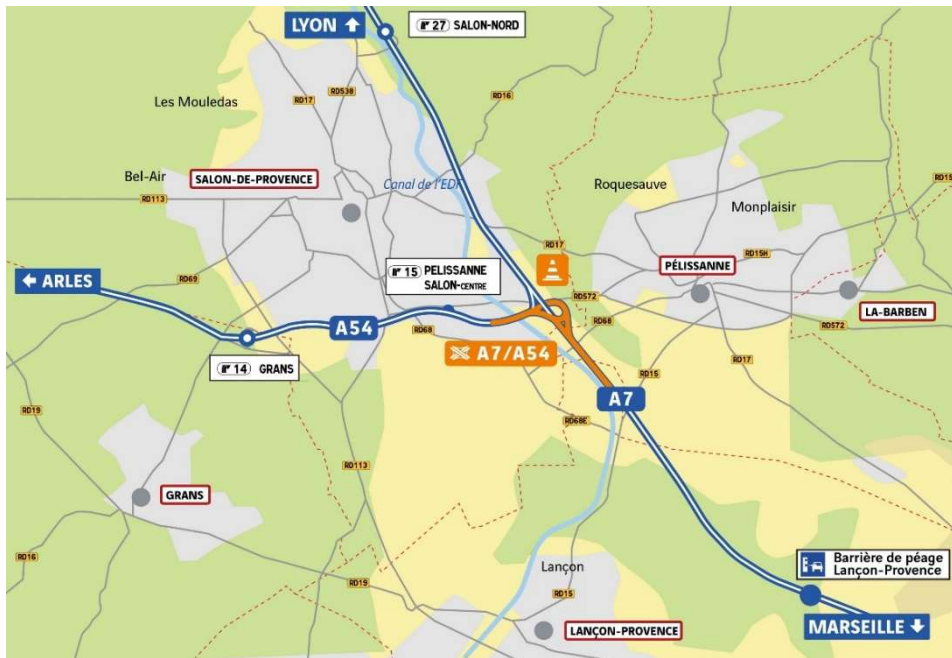 LYON ↑
27 SALON-NORD
RD538
RD17
RD16
Les Mouledas
Bel-Air
SALON-DE-PROVENCE
Canal de l'EDF
Roquesauve
RD113
Monplaisir
RD17
RD15H
← ARLES
RD69
15 PELISSANNE
SALON-CENTRE
PÉLISSANNE
RD572
LA-BARBEN
A54
RD68
RD68
RD572
A7/A54
14 GRANS
RD17
RD15
A7
RD19
RD68E
RD113
GRANS
RD16
RD19
Lançon
RD15
Barrière de péage
Lançon-Provence
LANÇON-PROVENCE
MARSEILLE ↓